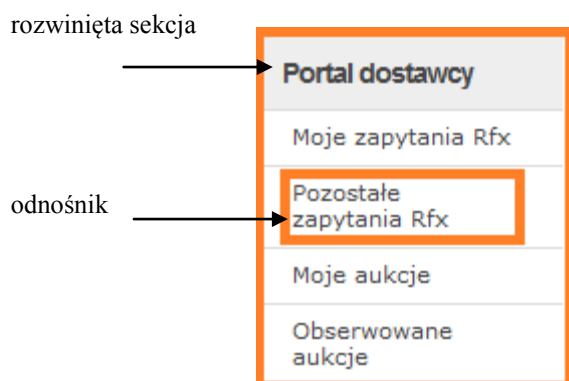 rozwinięta sekcja
Portal dostawcy
Moje zapytania Rfx
odnośnik
Pozostałe
zapytania Rfx
Moje aukcje
Obserwowane
aukcje